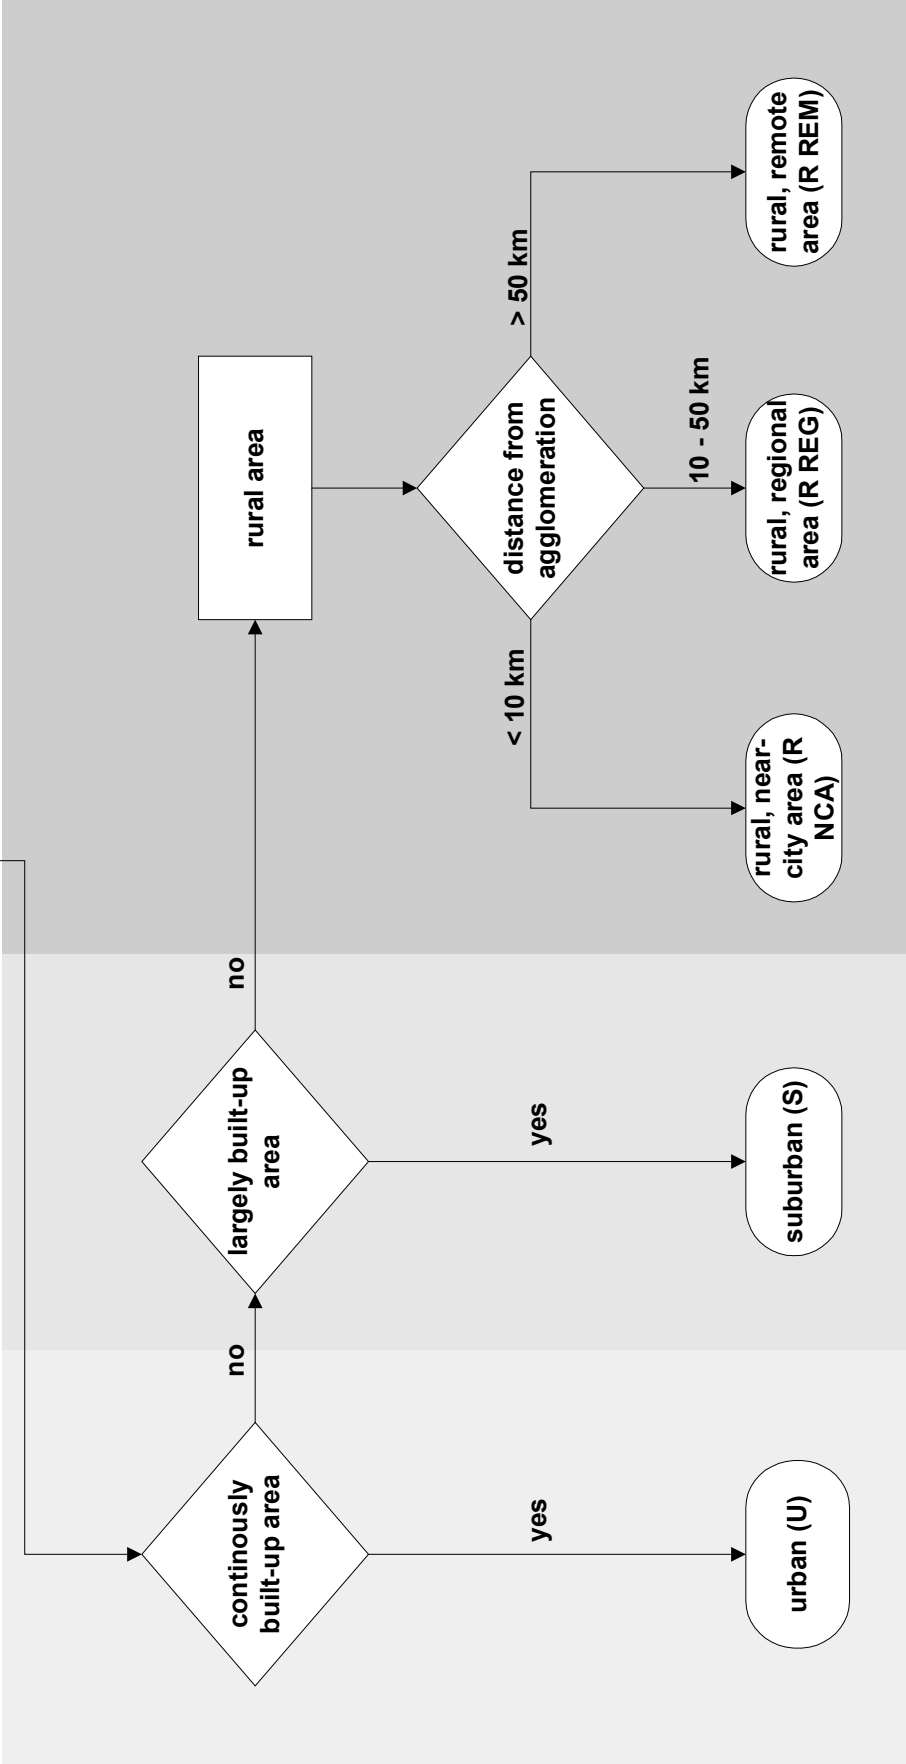 continously
built-up area
no
largely built-up
area
no
rural area
yes
yes
distance from
agglomeration
< 10 km
10 - 50 km
> 50 km
urban (U)
suburban (S)
rural, near-
city area (R
NCA)
rural, regional
area (R REG)
rural, remote
area (R REM)